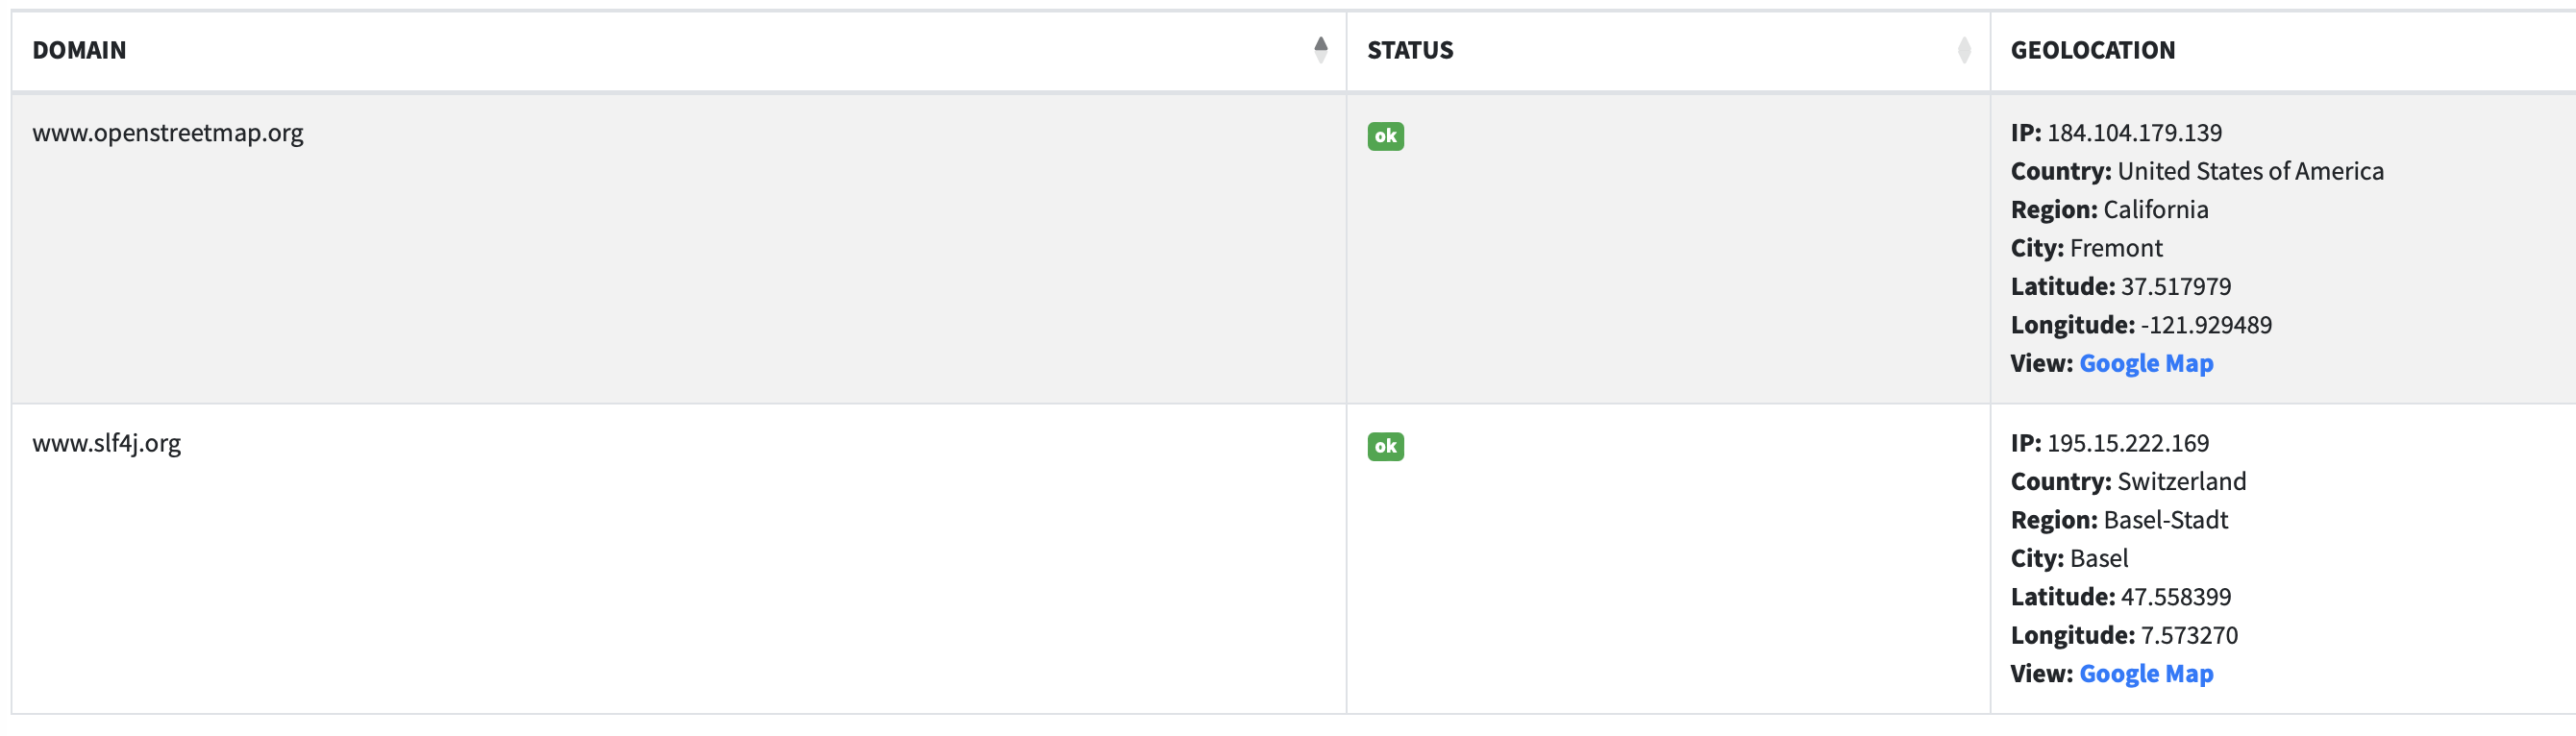 DOMAIN STATUS GEOLOCATION
www.openstreetmap.org ok IP: 184.104.179.139
Country: United States of America
Region: California
City: Fremont
Latitude: 37.517979
Longitude: -121.929489
View: Google Map
www.slf4j.org ok IP: 195.15.222.169
Country: Switzerland
Region: Basel-Stadt
City: Basel
Latitude: 47.558399
Longitude: 7.573270
View: Google Map